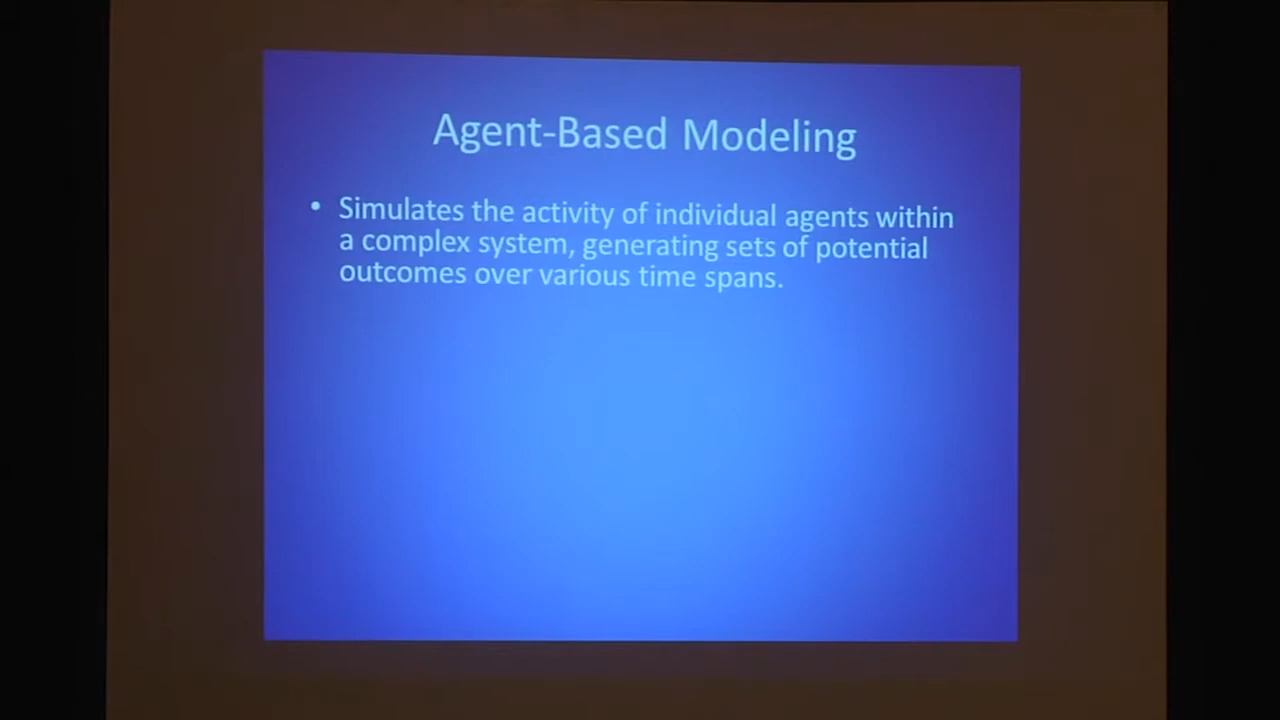 Agent-Based Modeling
• Simulates the activity of individual agents within
a complex system, generating sets of potential
outcomes over various time spans.